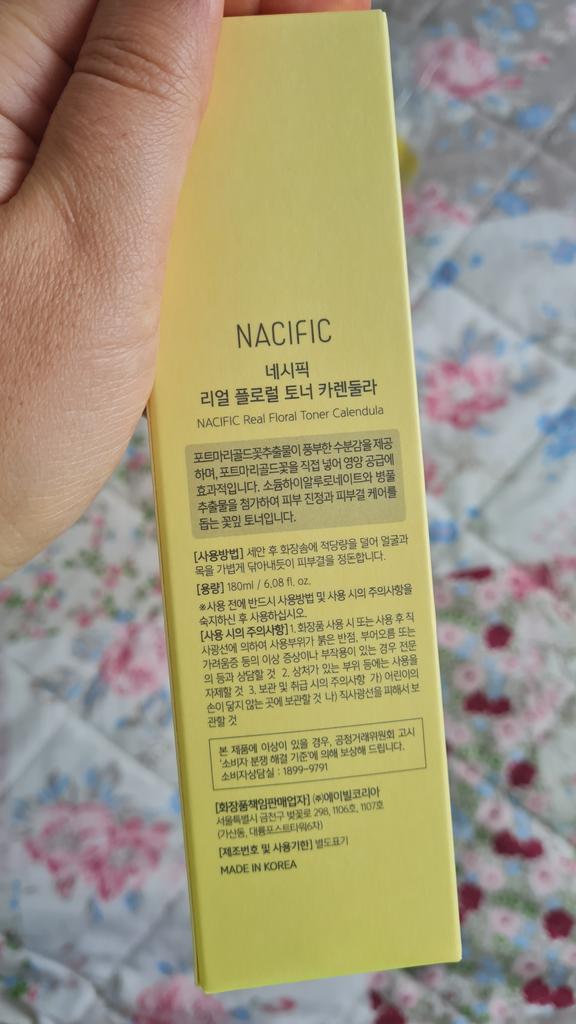 NACIFIC
네시픽
리얼 플로럴 토너 카렌둘라
NACIFIC Real Floral Toner Calendula
포트마리골드꽃추출물이 풍부한 수분감을 제공
하며, 포트마리골드꽃을 직접 넣어 영양 공급에
효과적입니다. 소듐하이알루로네이트와 병풀
추출물을 첨가하여 피부 진정과 피부결 케어를
돕는 꽃잎 토너입니다.
[사용방법] 세안 후 화장솜에 적당량을 덜어 얼굴과
목을 가볍게 닦아내듯이 피부결을 정돈합니다.
[용량] 180ml / 6.08 fl. oz.
※사용 전에 반드시 사용방법 및 사용 시의 주의사항을
숙지하신 후 사용하십시오.
[사용 시의 주의사항] 1. 화장품 사용 시 또는 사용 후 직
사광선에 의하여 사용부위가 붉은 반점, 부어오름 또는
가려움증 등의 이상 증상이나 부작용이 있는 경우 전문
의 등과 상담할 것 2. 상처가 있는 부위 등에는 사용을
자제할 것 3. 보관 및 취급 시의 주의사항 가) 어린이의
손이 닿지 않는 곳에 보관할 것 나) 직사광선을 피해서 보
관할 것
본 제품에 이상이 있을 경우, 공정거래위원회 고시
'소비자 분쟁 해결 기준'에 의해 보상해 드립니다.
소비자상담실 : 1899-9791
[화장품책임판매업자] ㈜에이빌코리아
서울특별시 금천구 벚꽃로 298, 1106호, 1107호
(가산동, 대륭포스트타워6차)
[제조번호 및 사용기한] 별도표기
MADE IN KOREA